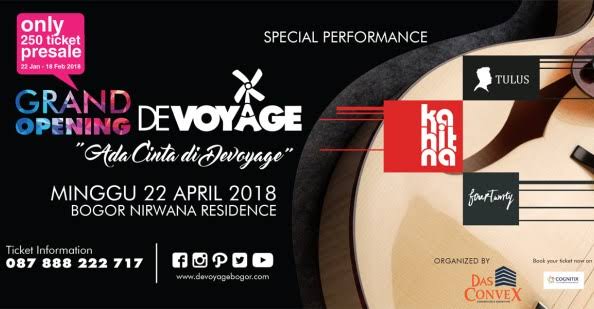 only
250 ticket
presale
22 Jan - 18 Feb 2018
SPECIAL PERFORMANCE
GRAND
OPENING
DEVOYAGE
"Ada Cinta di Devoyage"
MINGGU 22 APRIL 2018
BOGOR NIRWANA RESIDENCE
TULUS
ka
hit
na
fourtwnty
Ticket Information
087 888 222 717
www.devoyagebogor.com
ORGANIZED BY
DAS
CONVEX
Book your ticket now on
COGNITIX